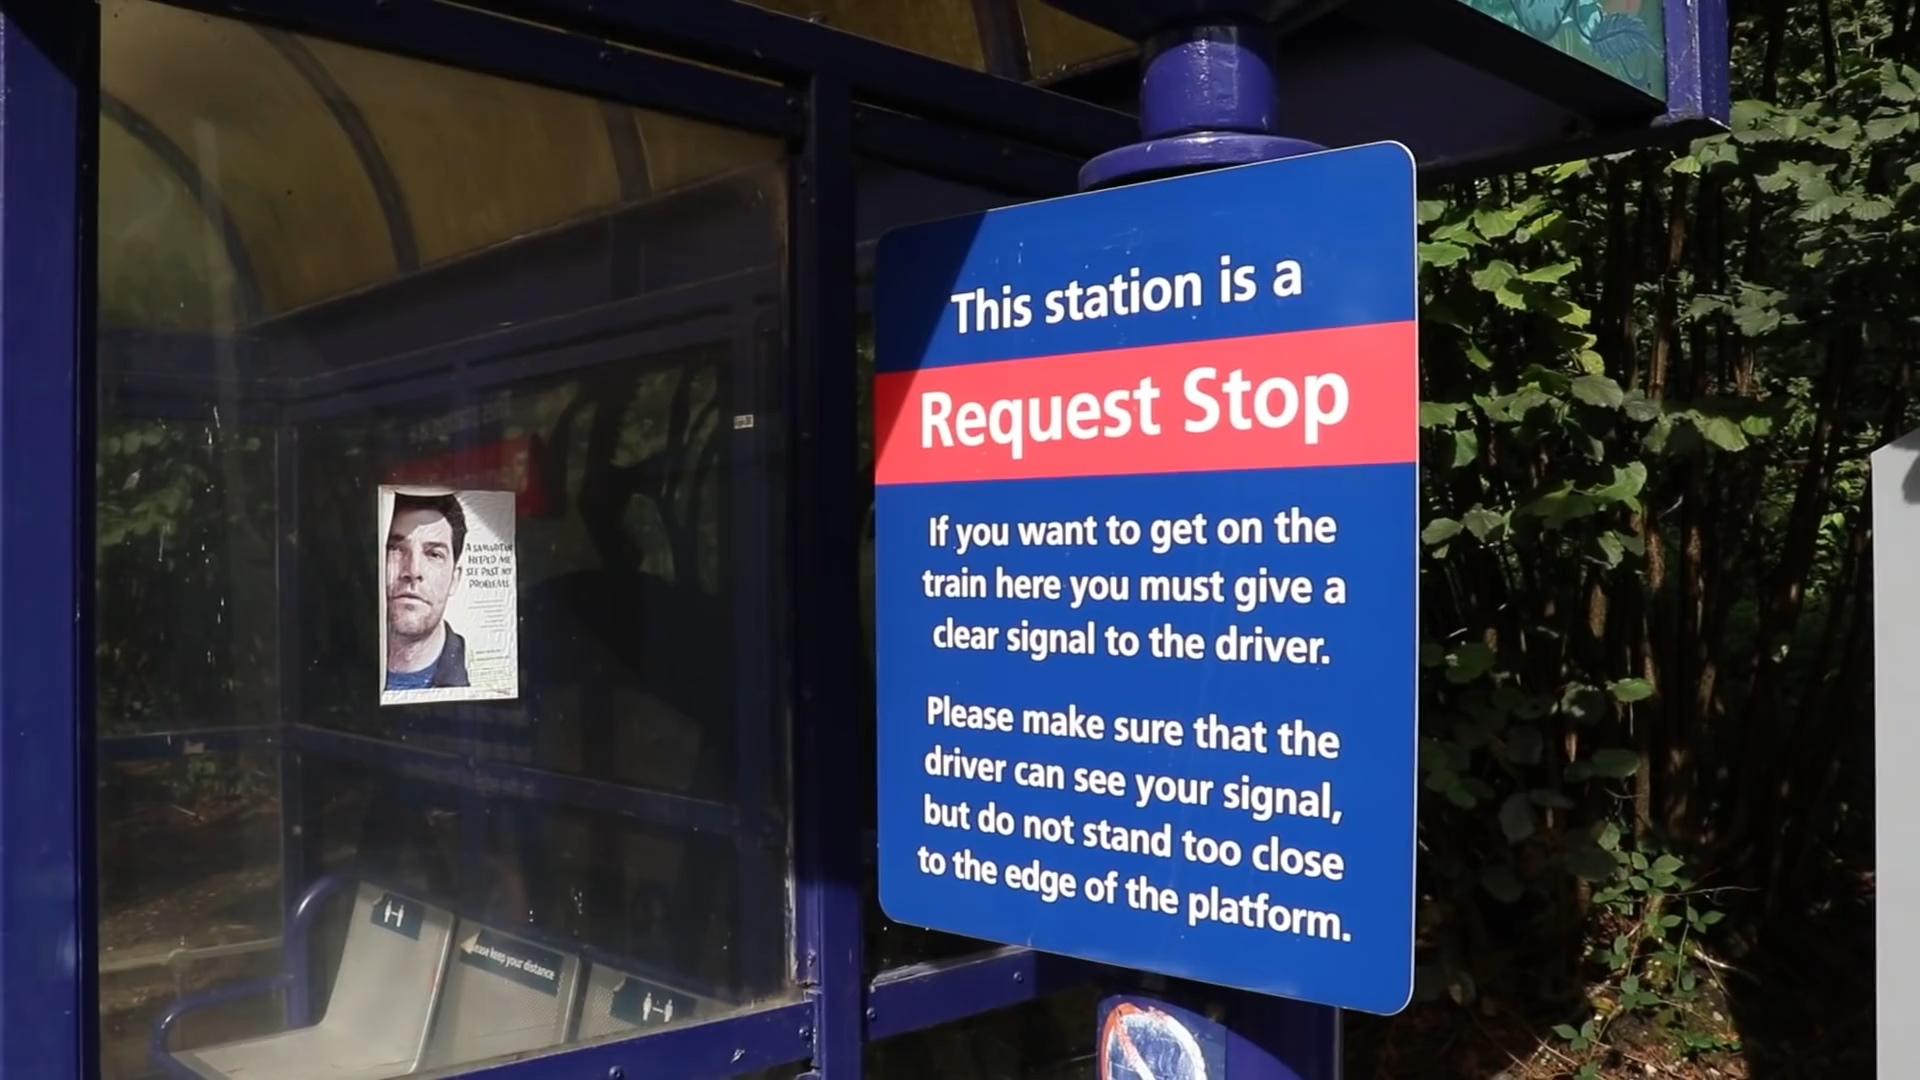 This station is a
Request Stop
If you want to get on the
train here you must give a
clear signal to the driver.
Please make sure that the
driver can see your signal,
but do not stand too close
to the edge of the platform.
A SAMARITAN
HELPED ME
SEE PAST MY
PROBLEMS
keep your distance